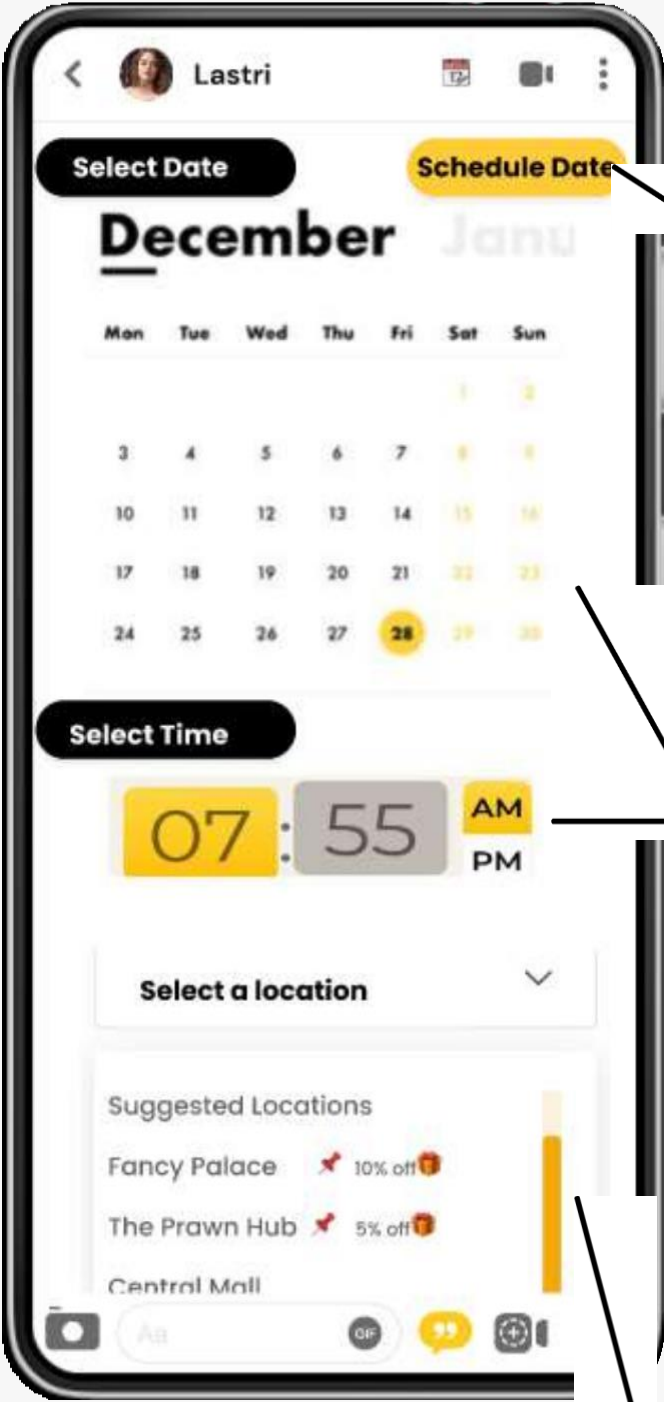 Lastri
Select Date
Schedule Date
December Janu
Mon Tue Wed Thu Fri Sat Sun
1 2
3 4 5 6 7 8 9
10 11 12 13 14 15 16
17 18 19 20 21 22 23
24 25 26 27 28 29 30
Select Time
07 : 55 AM
PM
Select a location
Suggested Locations
Fancy Palace 10% off
The Prawn Hub 5% off
Central Mall
Aa GIF